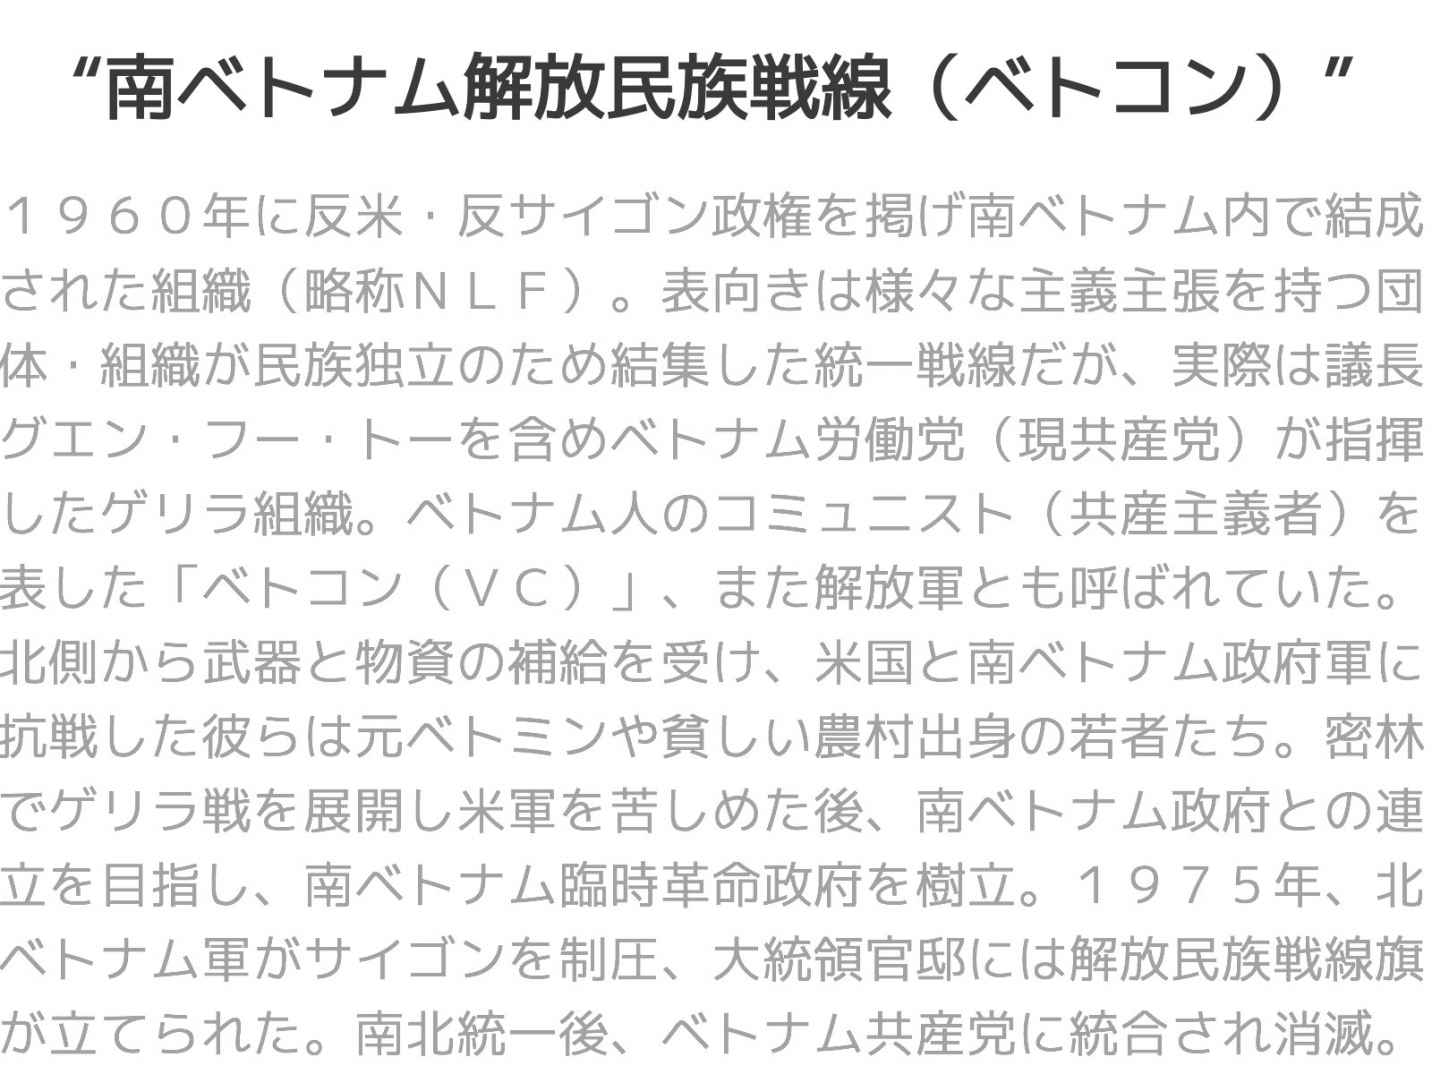 “南ベトナム解放民族戦線（ベトコン）”
１９６０年に反米・反サイゴン政権を掲げ南ベトナム内で結成
された組織（略称ＮＬＦ）。表向きは様々な主義主張を持つ団
体・組織が民族独立のため結集した統一戦線だが、実際は議長
グエン・フー・トーを含めベトナム労働党（現共産党）が指揮
したゲリラ組織。ベトナム人のコミュニスト（共産主義者）を
表した「ベトコン（ＶＣ）」、また解放軍とも呼ばれていた。
北側から武器と物資の補給を受け、米国と南ベトナム政府軍に
抗戦した彼らは元ベトミンや貧しい農村出身の若者たち。密林
でゲリラ戦を展開し米軍を苦しめた後、南ベトナム政府との連
立を目指し、南ベトナム臨時革命政府を樹立。１９７５年、北
ベトナム軍がサイゴンを制圧、大統領官邸には解放民族戦線旗
が立てられた。南北統一後、ベトナム共産党に統合され消滅。